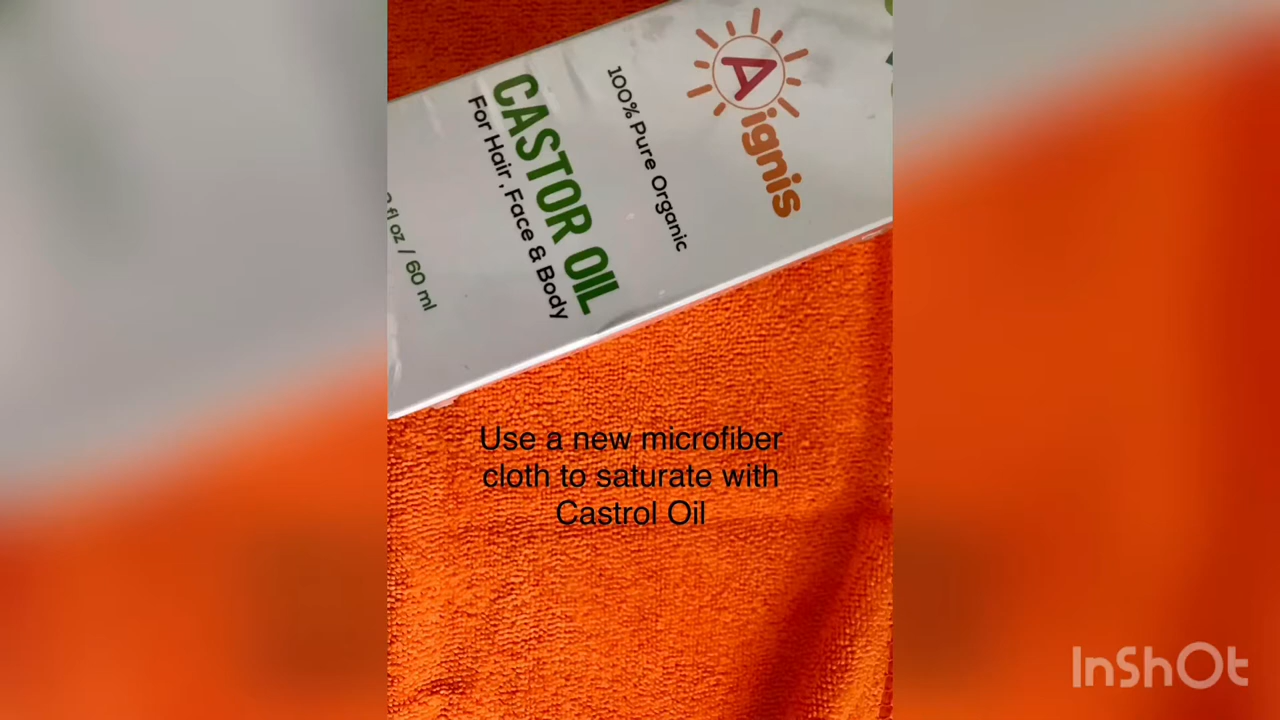 A ignis
100% Pure Organic
CASTOR OIL
For Hair, Face & Body
fl oz / 60 ml
Use a new microfiber
cloth to saturate with
Castrol Oil
InShOt